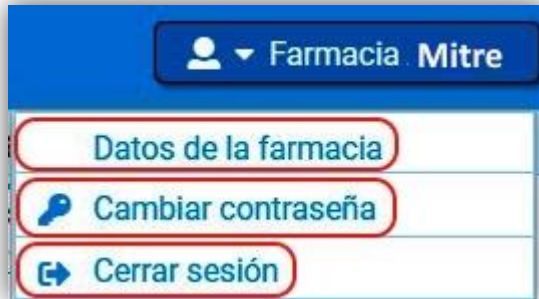 Farmacia Mitre
Datos de la farmacia
Cambiar contraseña
Cerrar sesión